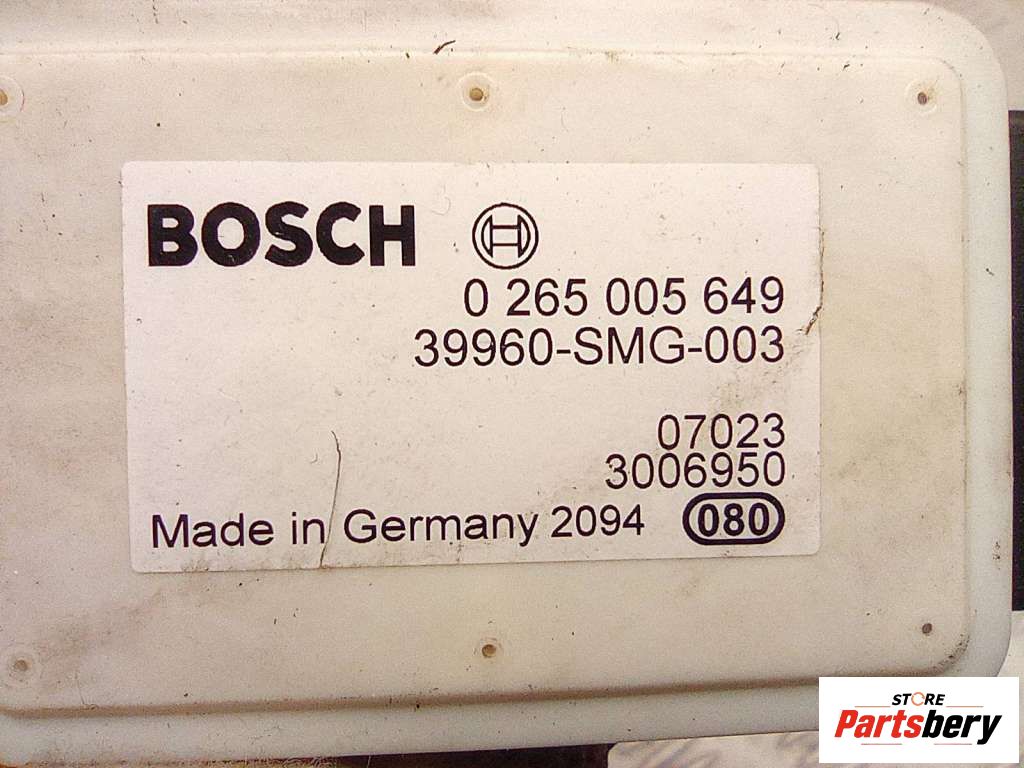 BOSCH
0 265 005 649
39960-SMG-003
07023
3006950
Made in Germany 2094 080
STORE
Partsbery